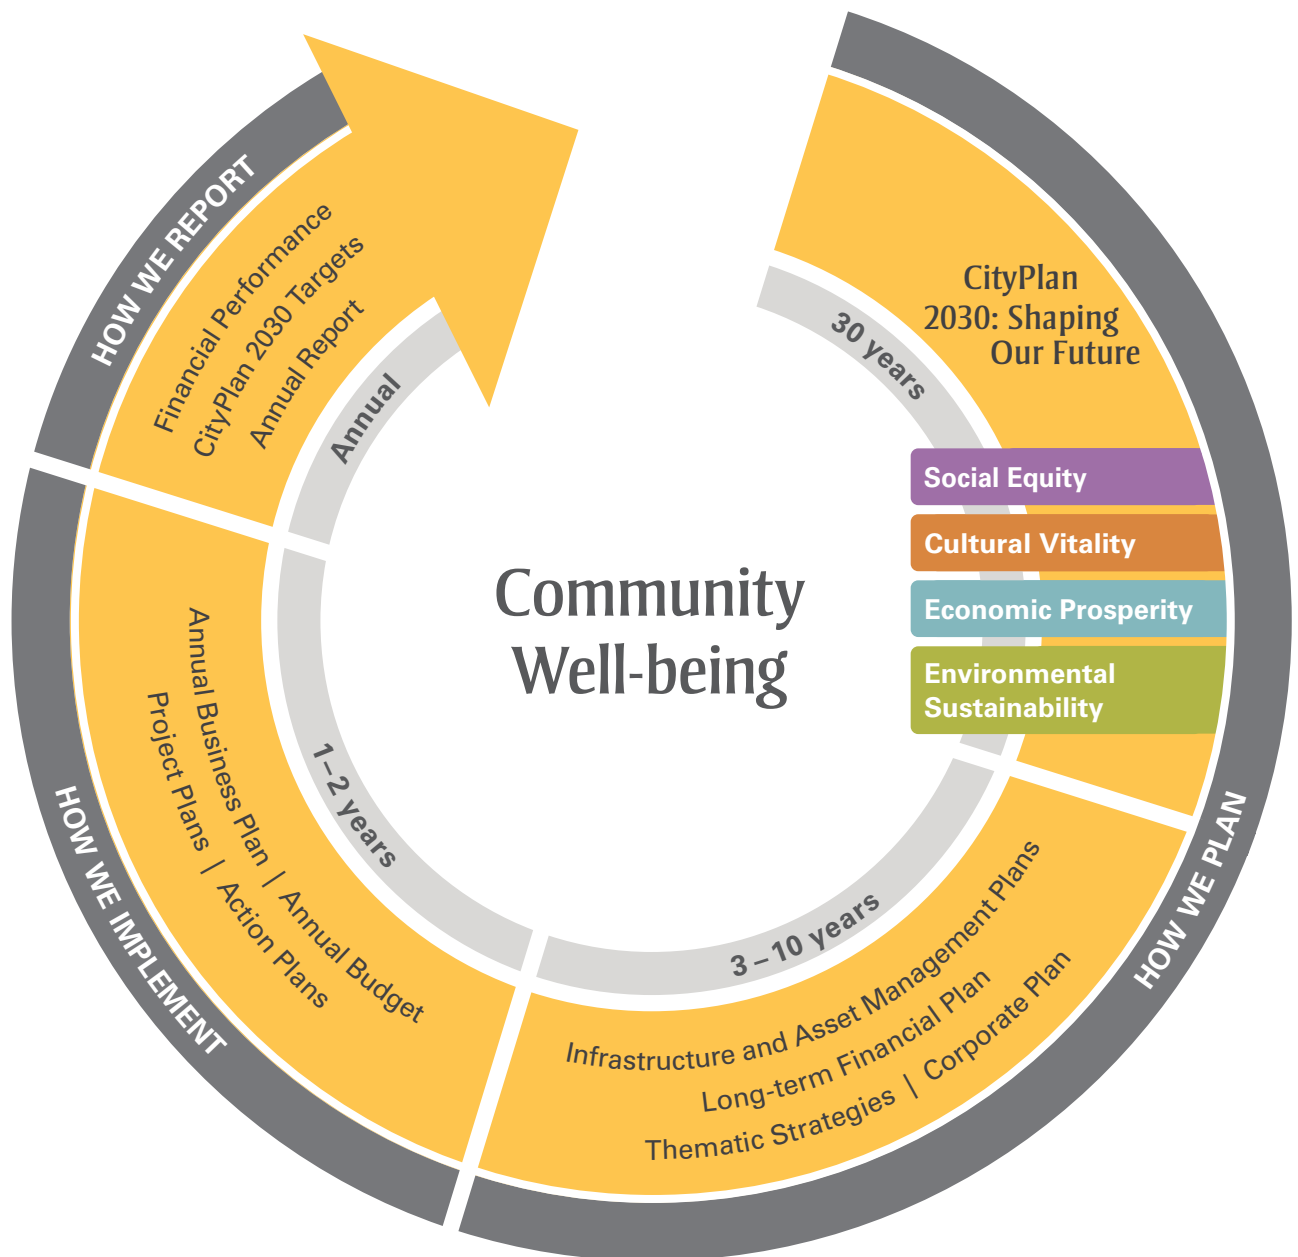 CityPlan
2030: Shaping
Our Future
30 years
Social Equity
Cultural Vitality
Economic Prosperity
Environmental
Sustainability
HOW WE PLAN
3–10 years
Infrastructure and Asset Management Plans
Long-term Financial Plan
Thematic Strategies | Corporate Plan
HOW WE IMPLEMENT
1–2 years
Annual Business Plan | Annual Budget
Project Plans | Action Plans
HOW WE REPORT
Financial Performance
CityPlan 2030 Targets
Annual Report
Annual
Community
Well-being